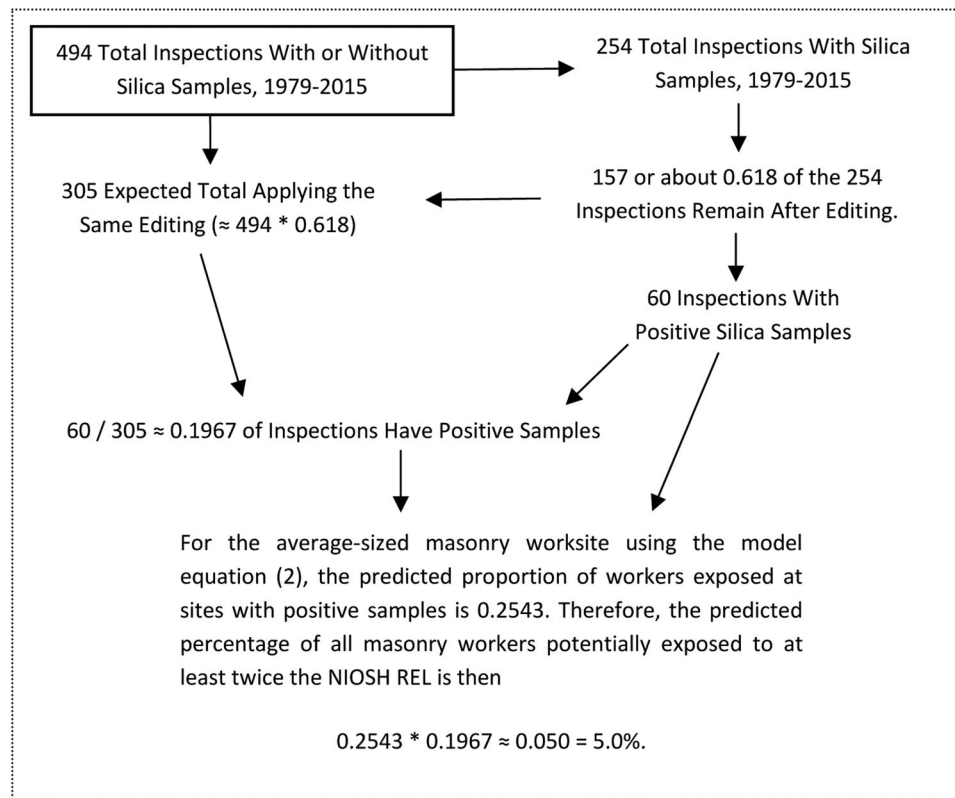 494 Total Inspections With or Without
Silica Samples, 1979-2015
254 Total Inspections With Silica
Samples, 1979-2015
305 Expected Total Applying the
Same Editing (≈ 494 * 0.618)
157 or about 0.618 of the 254
Inspections Remain After Editing.
60 Inspections With
Positive Silica Samples
60 / 305 ≈ 0.1967 of Inspections Have Positive Samples
For the average-sized masonry worksite using the model
equation (2), the predicted proportion of workers exposed at
sites with positive samples is 0.2543. Therefore, the predicted
percentage of all masonry workers potentially exposed to at
least twice the NIOSH REL is then
0.2543 * 0.1967 ≈ 0.050 = 5.0%.